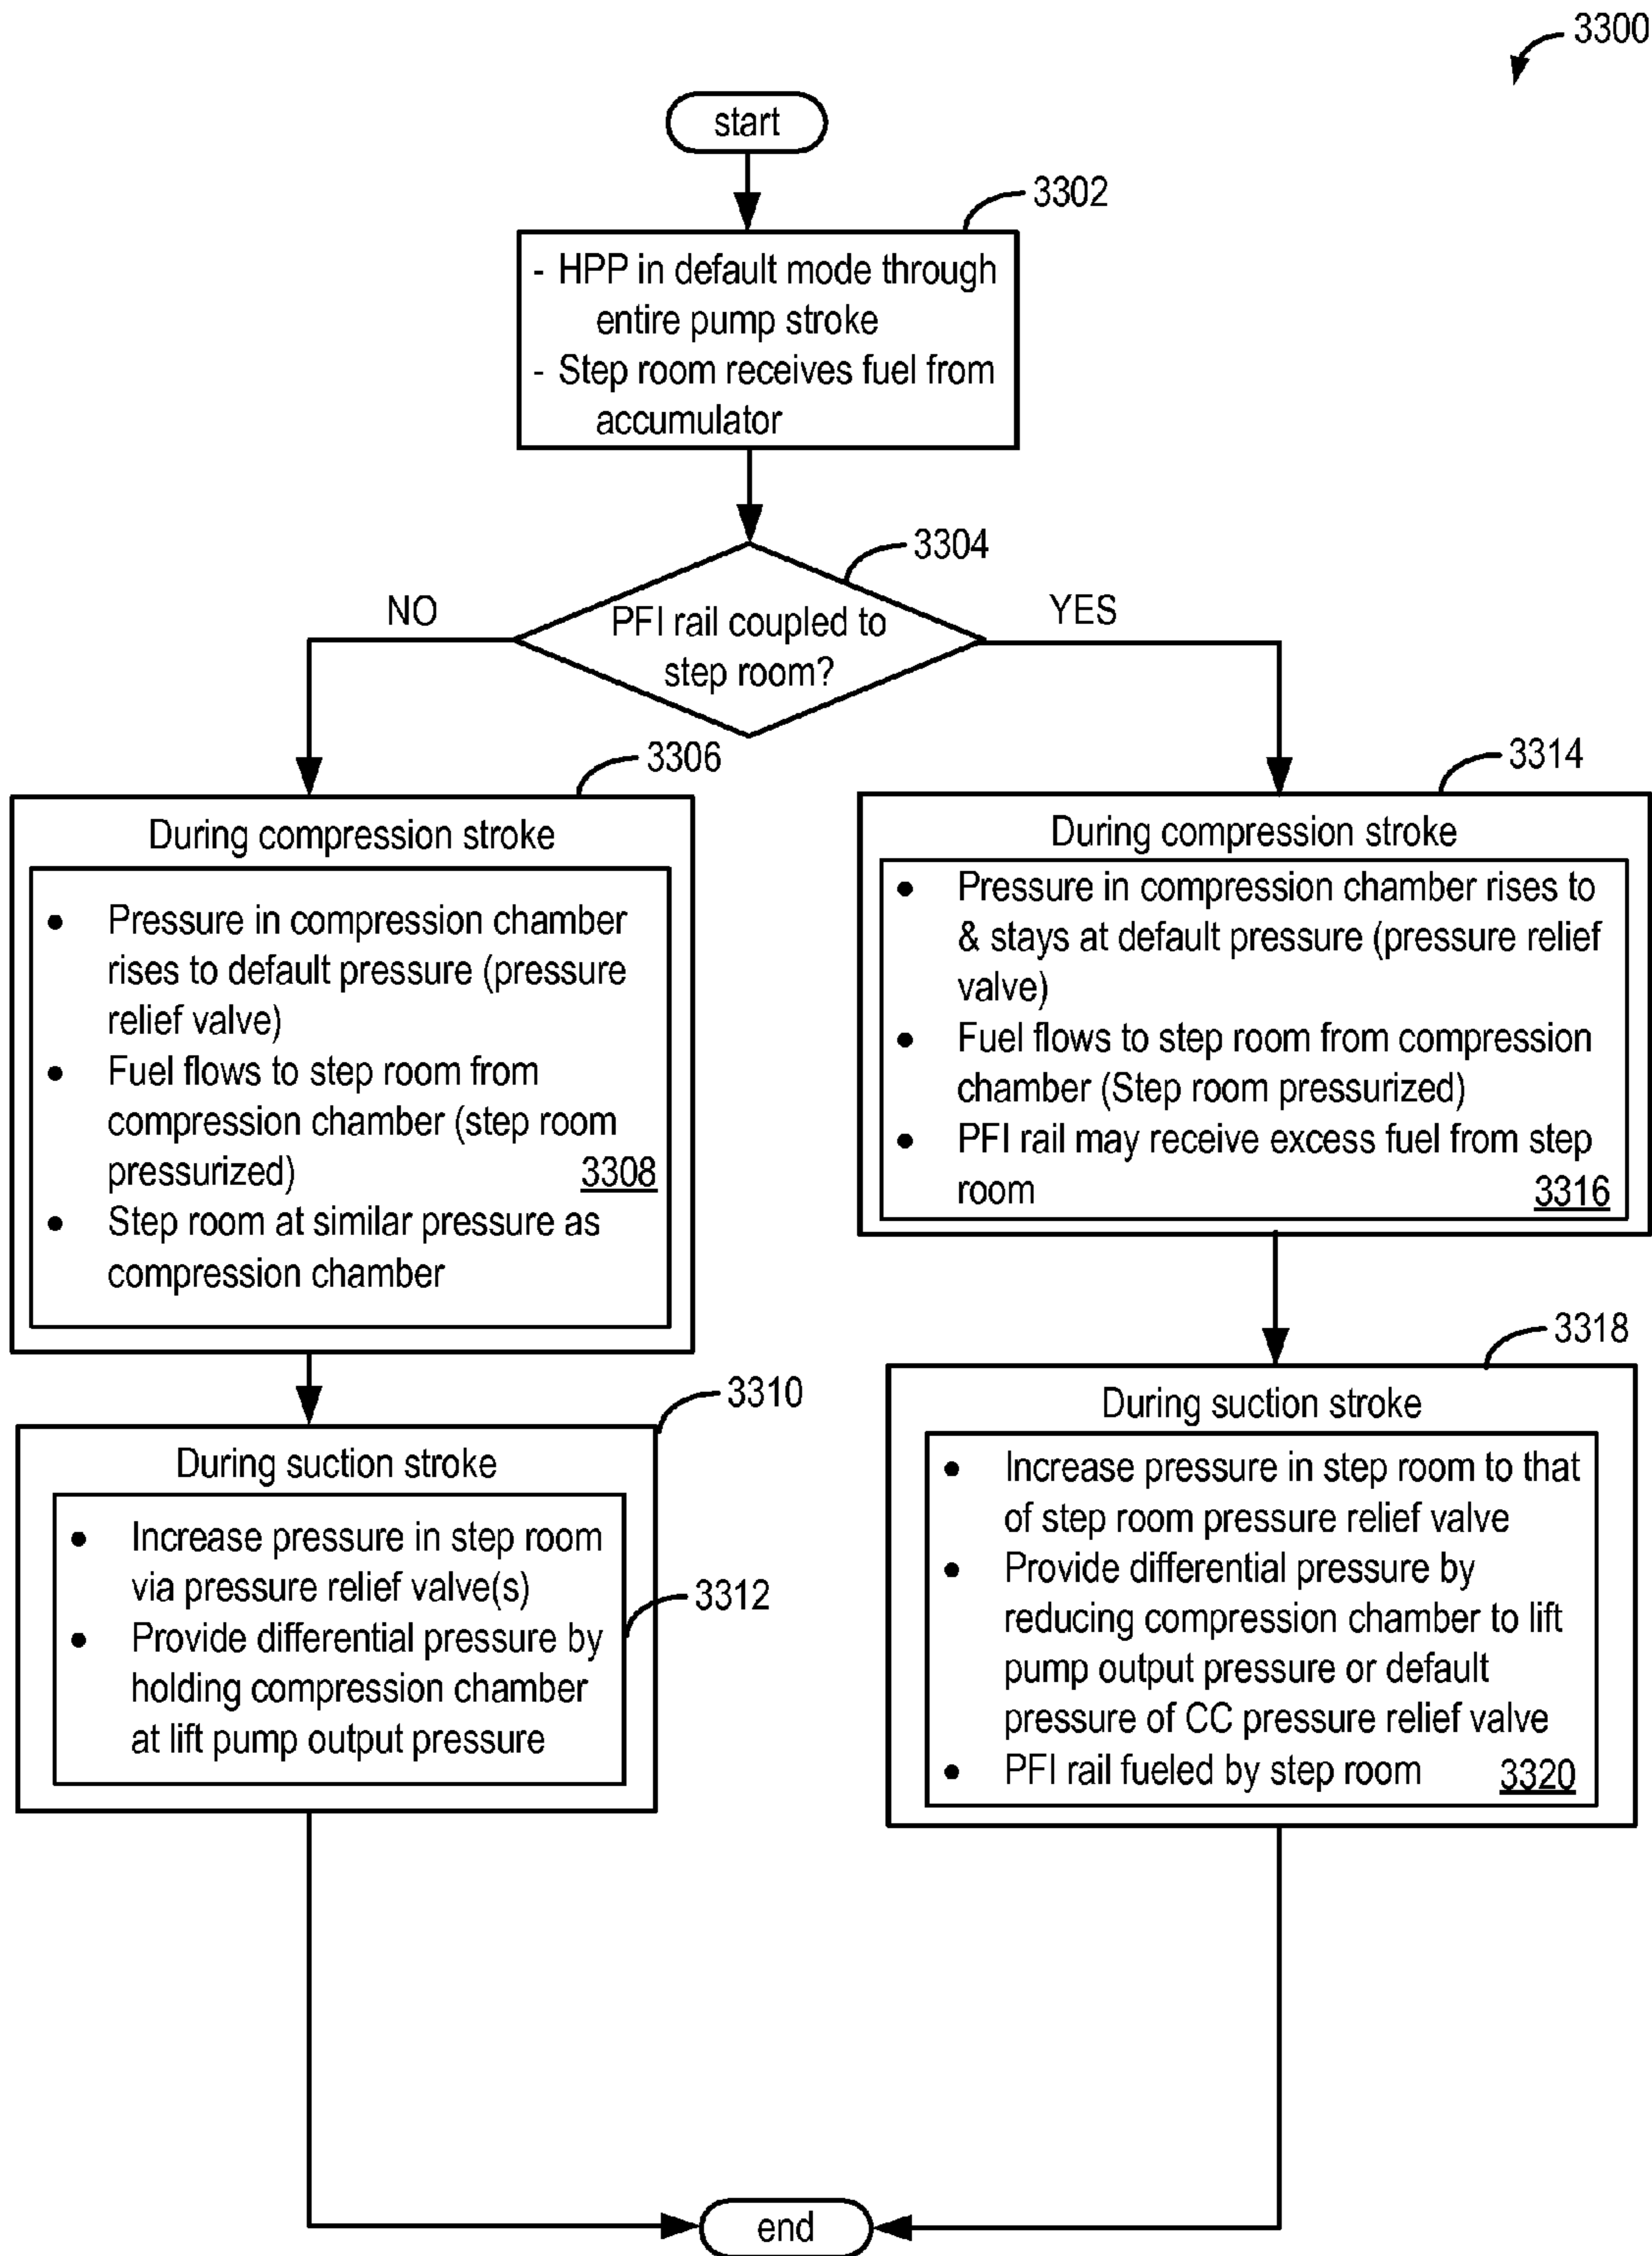 3300
start
3302
- HPP in default mode through
entire pump stroke
- Step room receives fuel from
accumulator
3304
PFI rail coupled to
step room?
NO
YES
3306
During compression stroke
• Pressure in compression chamber
rises to default pressure (pressure
relief valve)
• Fuel flows to step room from
compression chamber (step room
pressurized) 3308
• Step room at similar pressure as
compression chamber
3310
During suction stroke
• Increase pressure in step room
via pressure relief valve(s)
3312
• Provide differential pressure by
holding compression chamber
at lift pump output pressure
3314
During compression stroke
• Pressure in compression chamber rises to
& stays at default pressure (pressure relief
valve)
• Fuel flows to step room from compression
chamber (Step room pressurized)
• PFI rail may receive excess fuel from step
room 3316
3318
During suction stroke
• Increase pressure in step room to that
of step room pressure relief valve
• Provide differential pressure by
reducing compression chamber to lift
pump output pressure or default
pressure of CC pressure relief valve
• PFI rail fueled by step room 3320
end